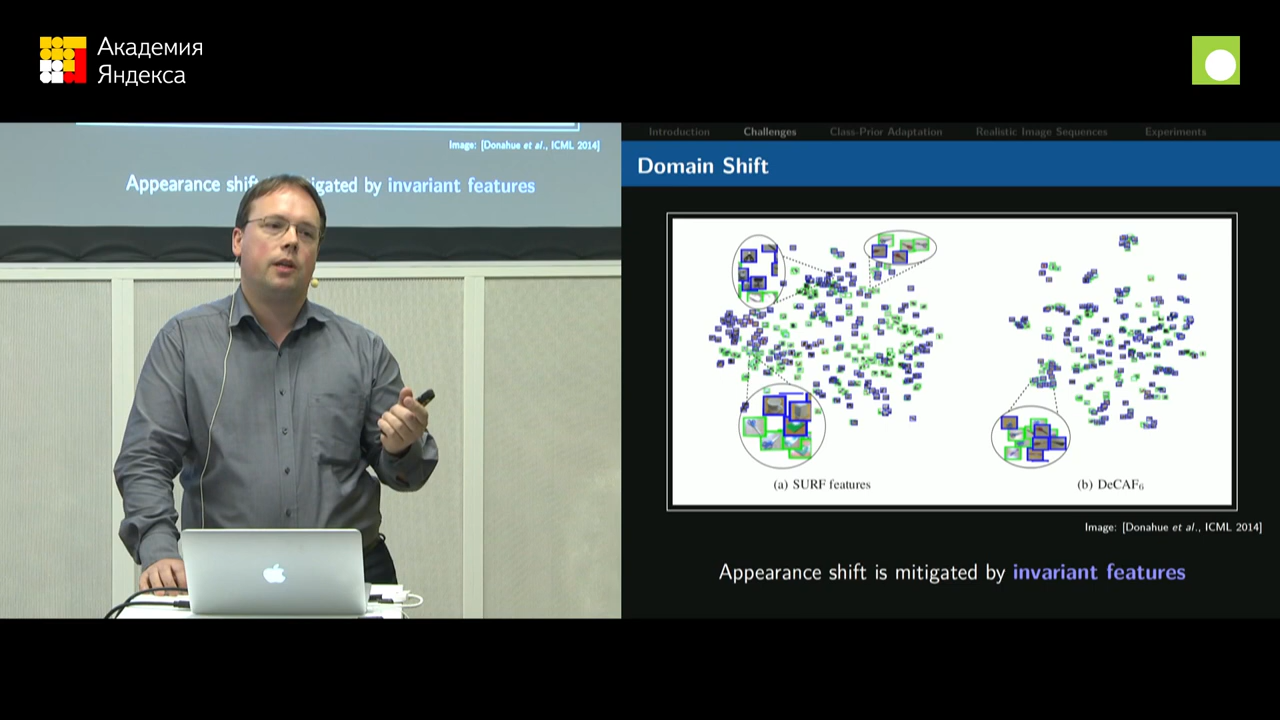 Академия
Яндекса
Image: [Donahue et al., ICML 2014]
Appearance shift mitigated by invariant features
Introduction Challenges Class-Prior Adaptation Realistic Image Sequences Experiments
Domain Shift
(a) SURF features (b) DeCAF₆
Image: [Donahue et al., ICML 2014]
Appearance shift is mitigated by invariant features